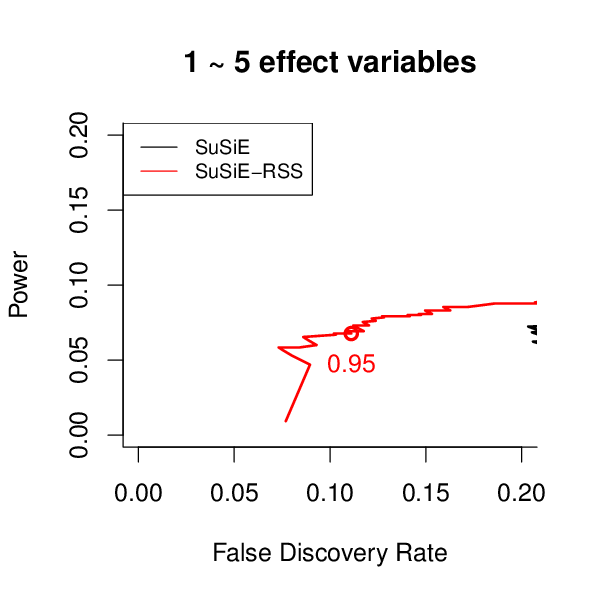 1 ~ 5 effect variables
SuSiE
SuSiE−RSS
0.20
0.15
0.10
0.05
0.00
Power
0.95
0.00 0.05 0.10 0.15 0.20
False Discovery Rate